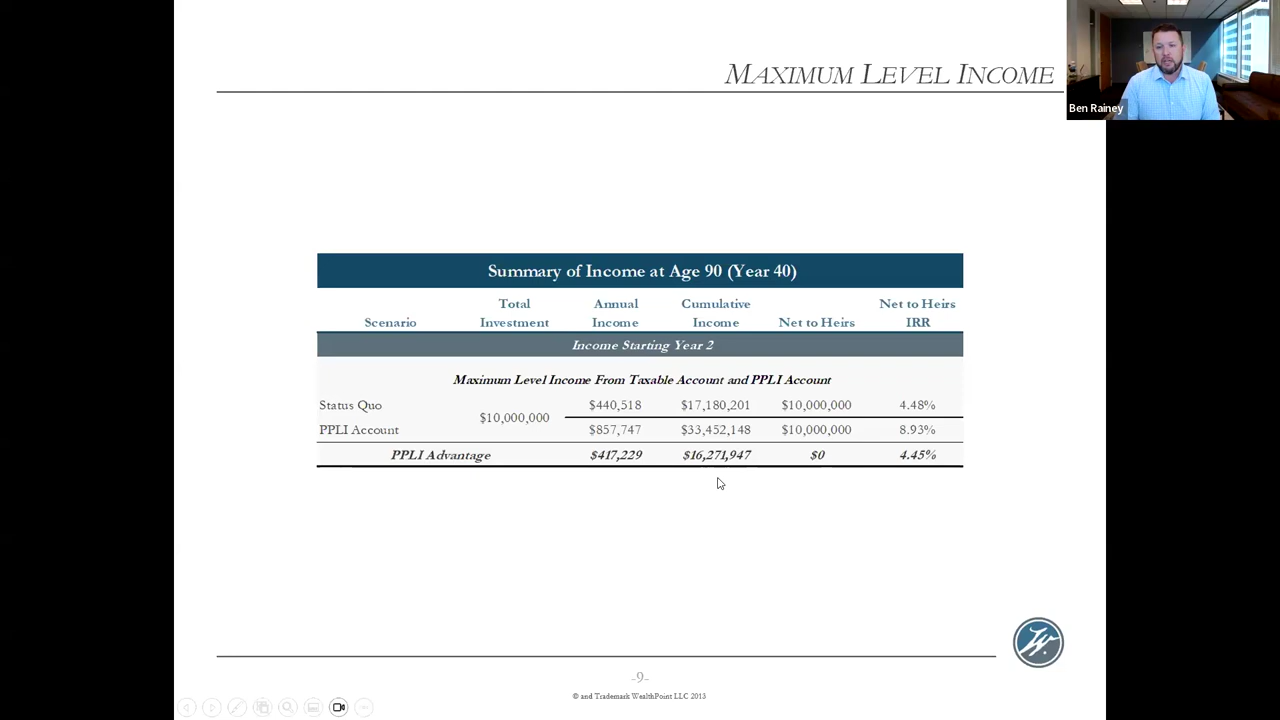 MAXIMUM LEVEL INCOME
Ben Rainey
Summary of Income at Age 90 (Year 40)
Scenario Total Investment Annual Income Cumulative Income Net to Heirs Net to Heirs IRR
Income Starting Year 2
Maximum Level Income From Taxable Account and PPLI Account
Status Quo $10,000,000 $440,518 $17,180,201 $10,000,000 4.48%
PPLI Account $857,747 $33,452,148 $10,000,000 8.93%
PPLI Advantage $417,229 $16,271,947 $0 4.45%
W.
-9-
© and Trademark WealthPoint LLC 2013